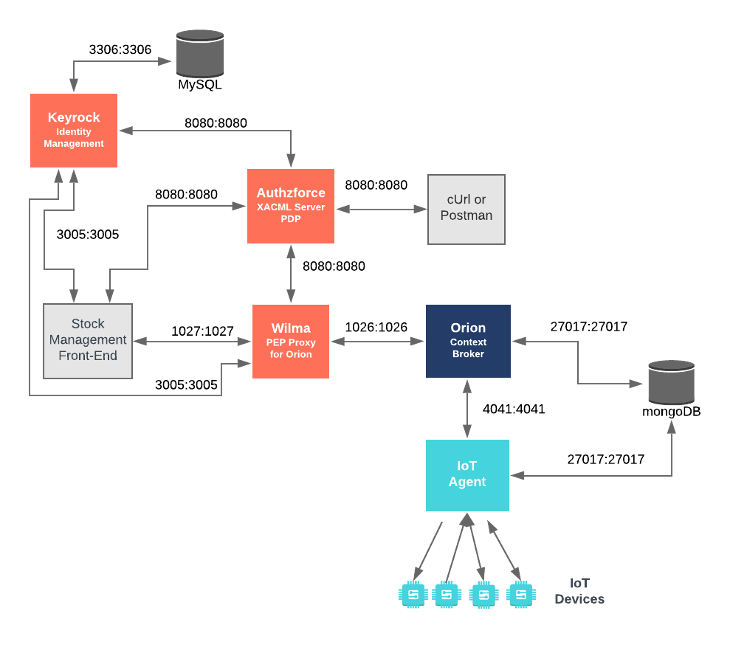 3306:3306
MySQL
Keyrock
Identity
Management
8080:8080
Authzforce
XACML Server
PDP
8080:8080
8080:8080
cUrl or
Postman
3005:3005
8080:8080
Stock
Management
Front-End
1027:1027
Wilma
PEP Proxy
for Orion
1026:1026
Orion
Context
Broker
27017:27017
mongoDB
3005:3005
4041:4041
IoT
Agent
27017:27017
IoT
Devices